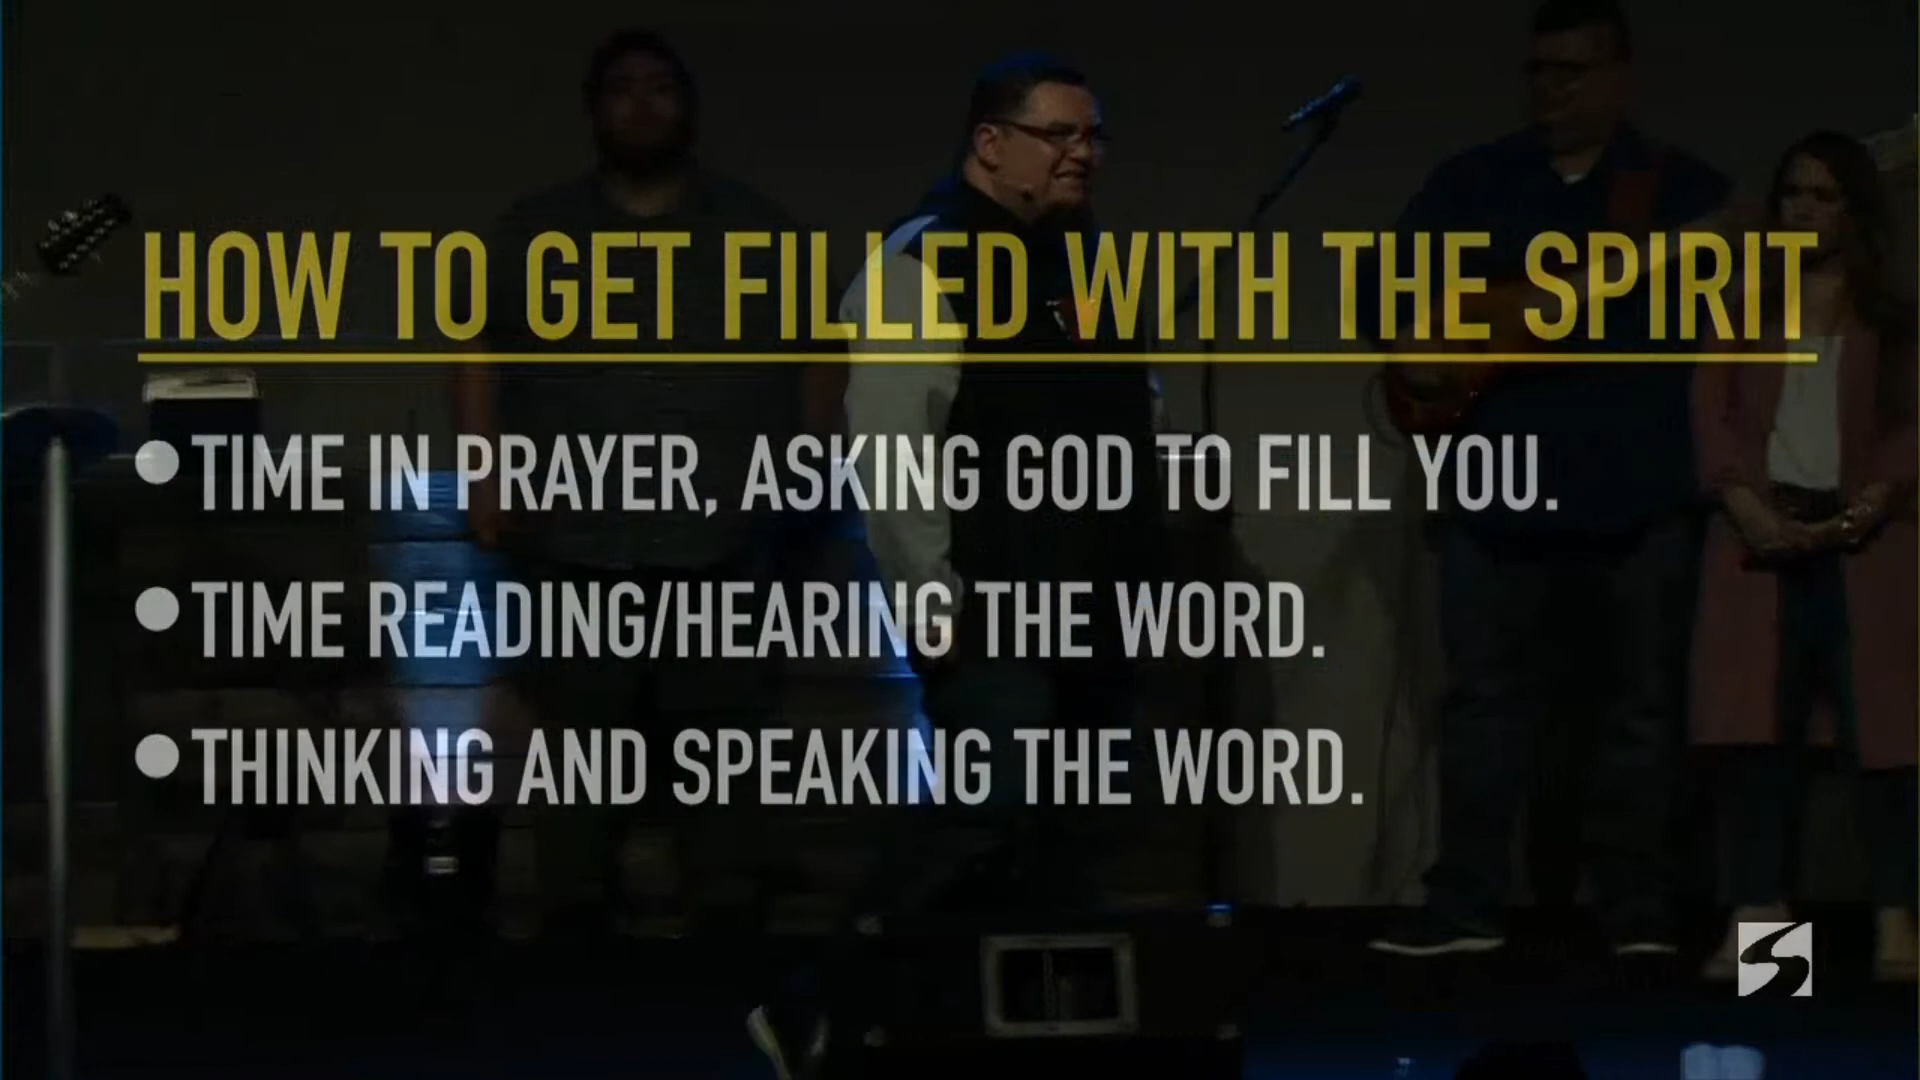 HOW TO GET FILLED WITH THE SPIRIT
•TIME IN PRAYER, ASKING GOD TO FILL YOU.
•TIME READING/HEARING THE WORD.
•THINKING AND SPEAKING THE WORD.